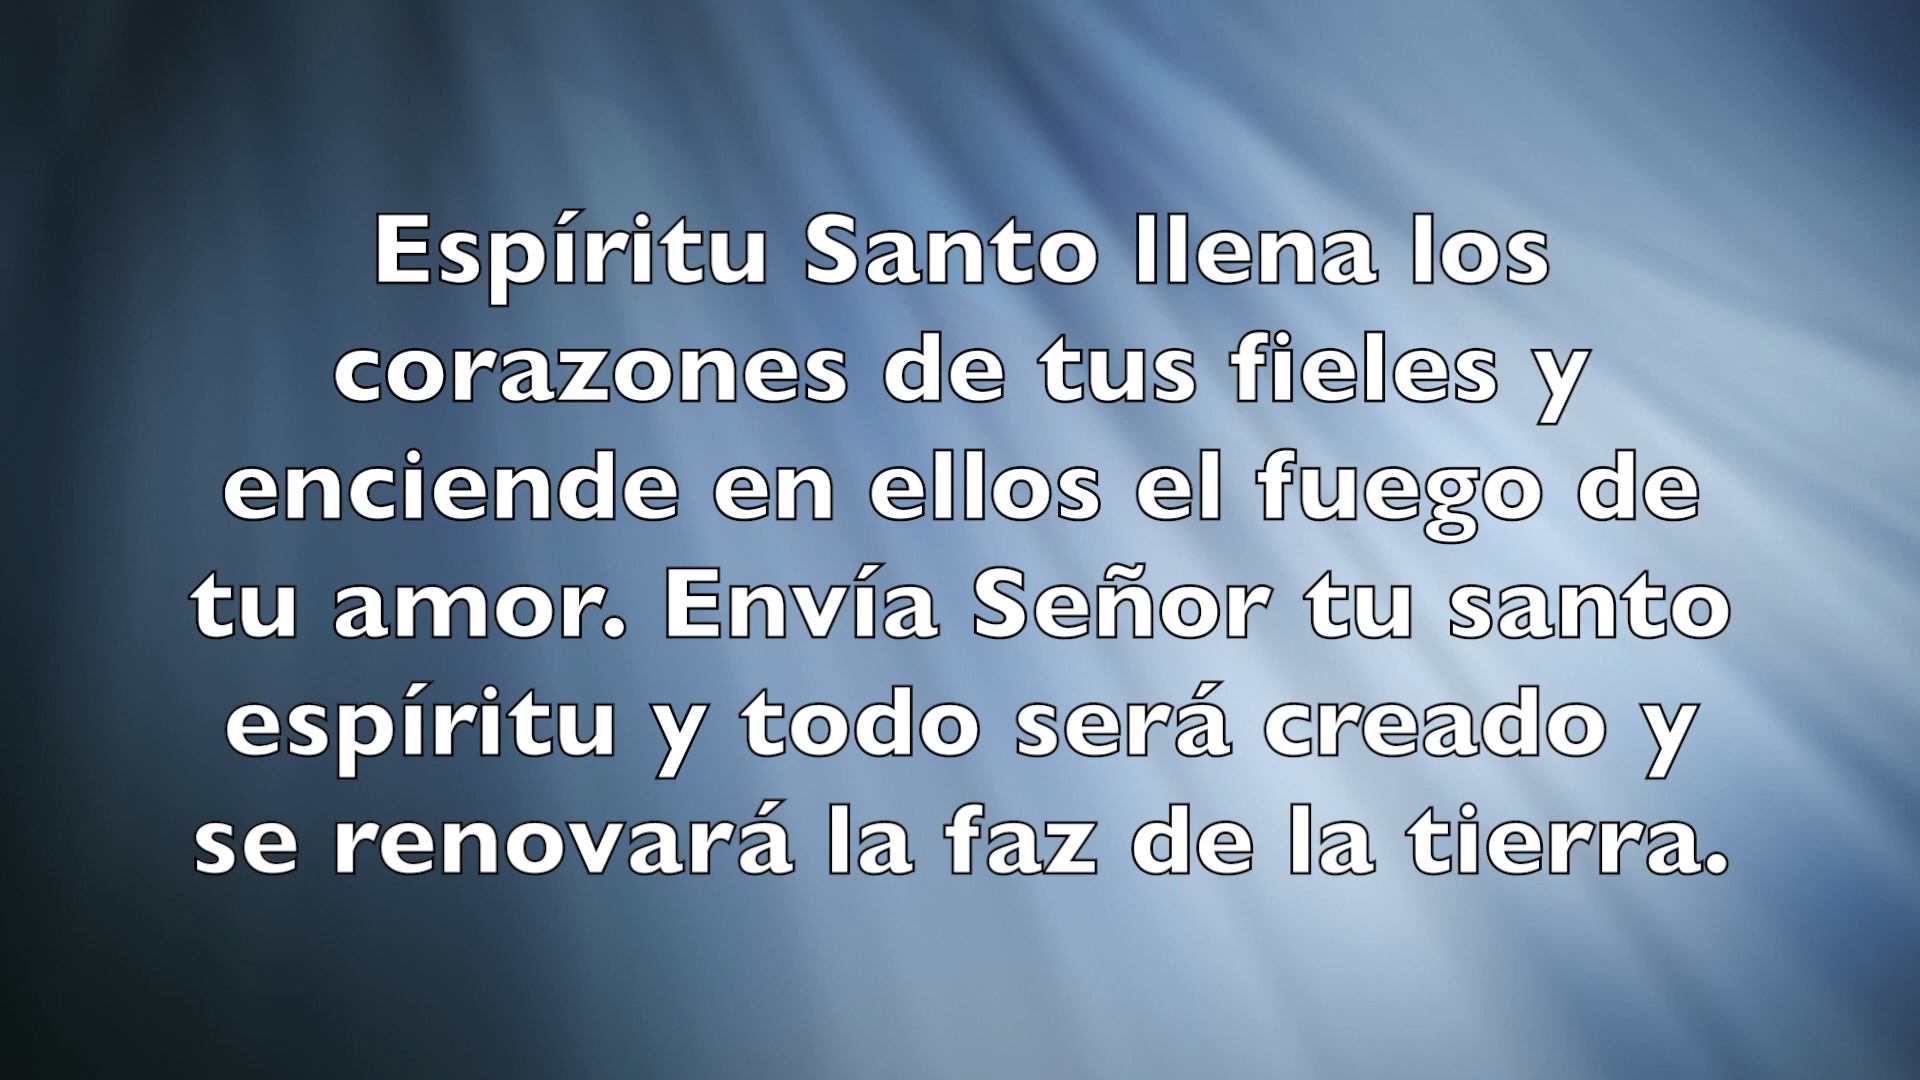 Espíritu Santo llena los
corazones de tus fieles y
enciende en ellos el fuego de
tu amor. Envía Señor tu santo
espíritu y todo será creado y
se renovará la faz de la tierra.